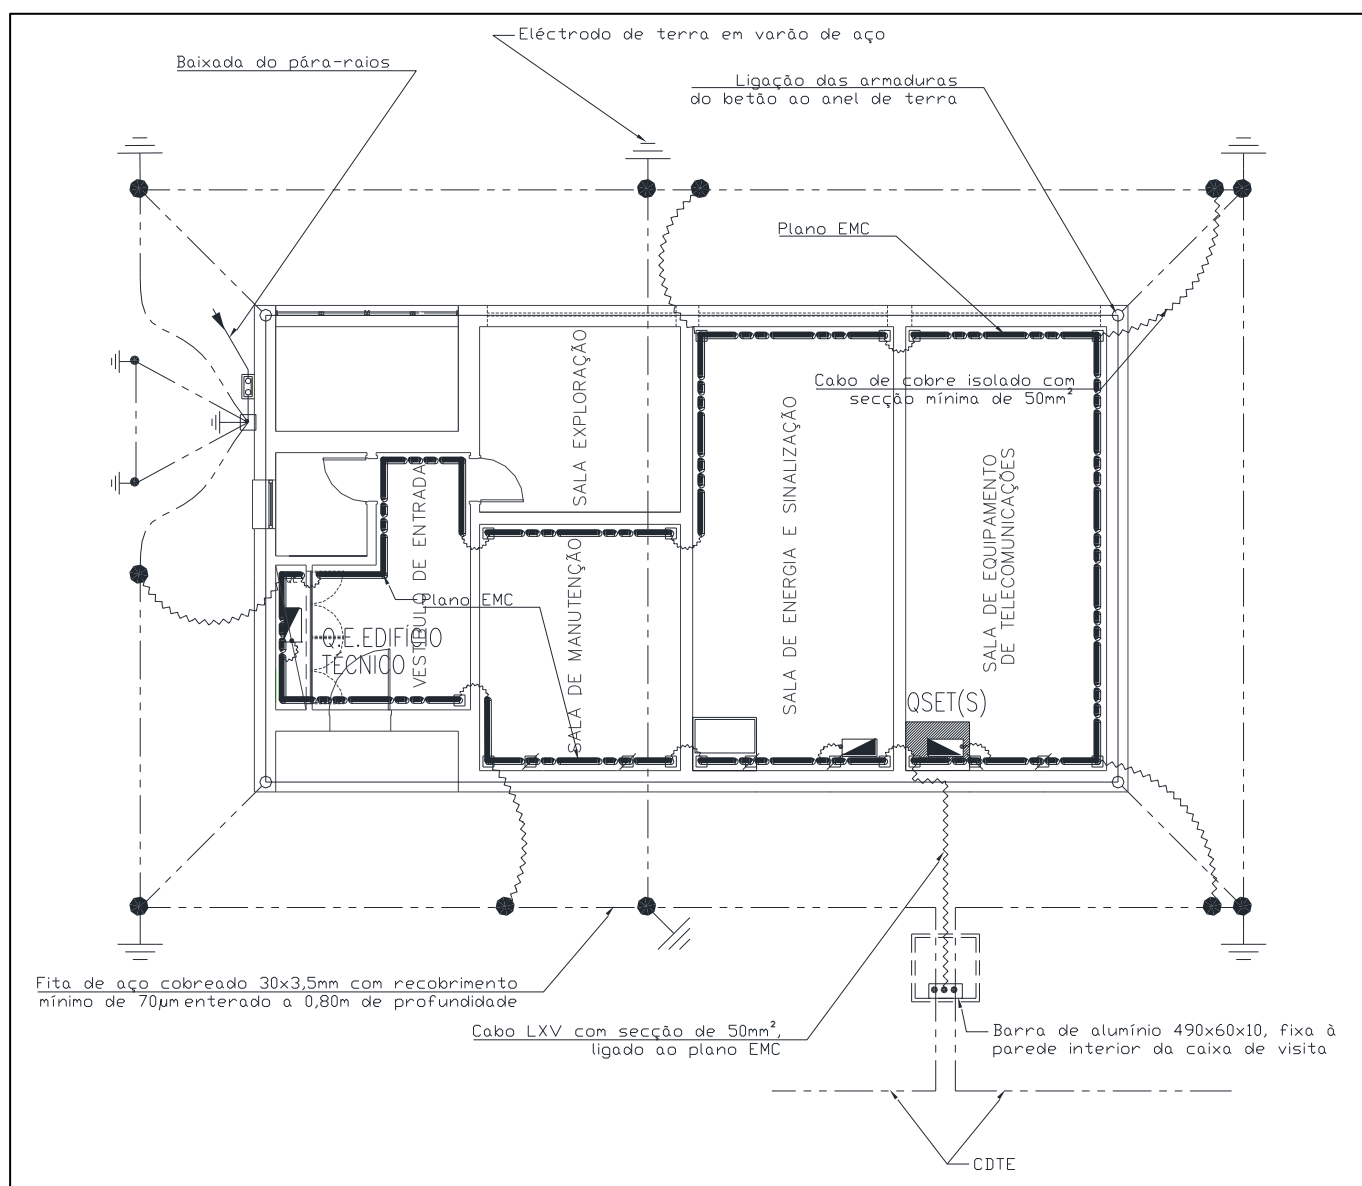 Eléctrodo de terra em varão de aço
Baixada do pára-raios
Ligação das armaduras
do betão ao anel de terra
Plano EMC
Cabo de cobre isolado com
secção mínima de 50mm²
SALA EXPLORAÇÃO
SALA DE ENERGIA E SINALIZAÇÃO
SALA DE EQUIPAMENTO
DE TELECOMUNICAÇÕES
VESTIBULO DE ENTRADA
SALA DE MANUTENÇÃO
Plano EMC
Q.E.EDIFÍCIO
TÉCNICO
QSET(S)
Fita de aço cobreado 30x3,5mm com recobrimento
mínimo de 70µm enterado a 0,80m de profundidade
Cabo LXV com secção de 50mm²,
ligado ao plano EMC
Barra de alumínio 490x60x10, fixa à
parede interior da caixa de visita
CDTE